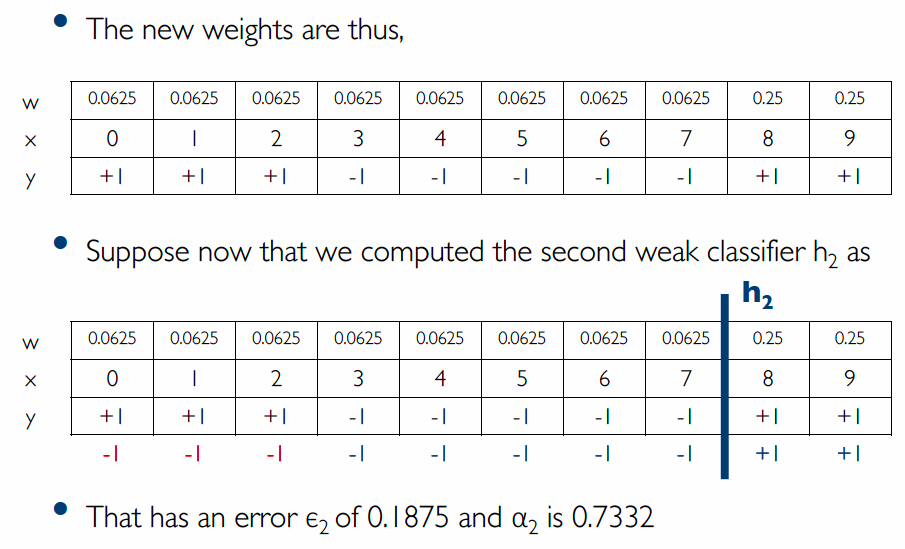 • The new weights are thus,
w 0.0625 0.0625 0.0625 0.0625 0.0625 0.0625 0.0625 0.0625 0.25 0.25
x 0 1 2 3 4 5 6 7 8 9
y +1 +1 +1 -1 -1 -1 -1 -1 +1 +1
• Suppose now that we computed the second weak classifier h₂ as
h₂
w 0.0625 0.0625 0.0625 0.0625 0.0625 0.0625 0.0625 0.0625 0.25 0.25
x 0 1 2 3 4 5 6 7 8 9
y +1 +1 +1 -1 -1 -1 -1 -1 +1 +1
-1 -1 -1 -1 -1 -1 -1 -1 +1 +1
• That has an error ϵ₂ of 0.1875 and α₂ is 0.7332